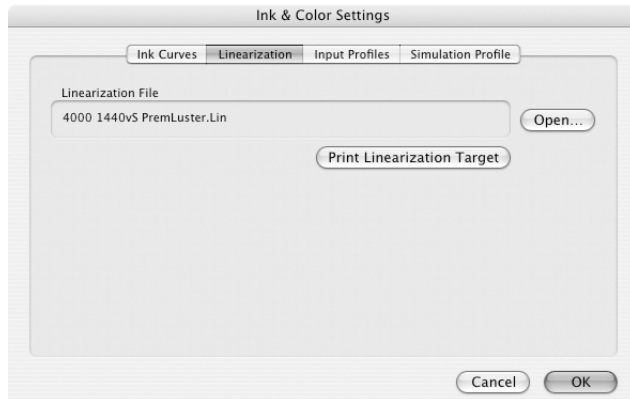 Ink & Color Settings
Ink Curves Linearization Input Profiles Simulation Profile
Linearization File
4000 1440vS PremLuster.Lin
Open...
Print Linearization Target
Cancel OK